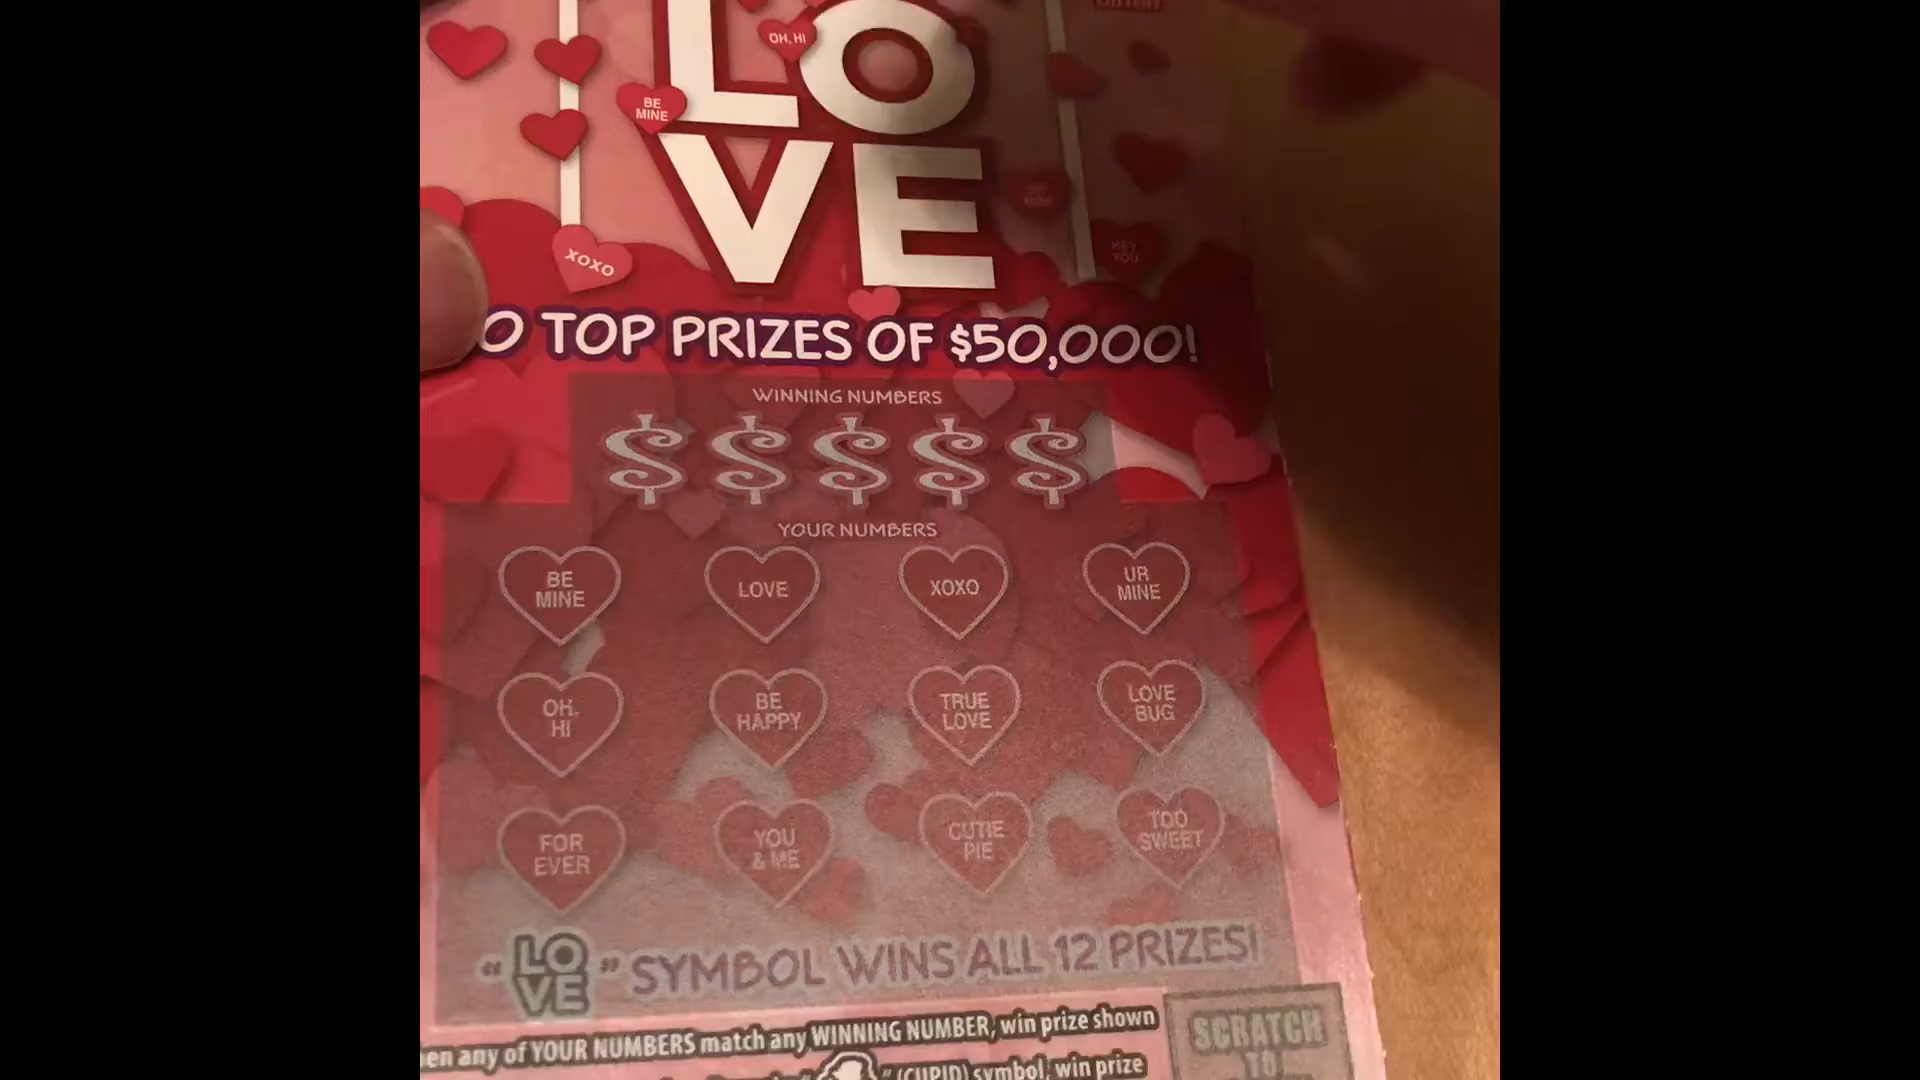 OH, HI
LO
BE
MINE
VE
HEY
YOU
XOXO
O TOP PRIZES OF $50,000!
WINNING NUMBERS
$ $ $ $ $
YOUR NUMBERS
BE
MINE
LOVE
XOXO
UR
MINE
OH,
HI
BE
HAPPY
TRUE
LOVE
LOVE
BUG
FOR
EVER
YOU
& ME
CUTIE
PIE
TOO
SWEET
"LO
VE" SYMBOL WINS ALL 12 PRIZES!
en any of YOUR NUMBERS match any WINNING NUMBER, win prize shown
" (CUPID) symbol, win prize
SCRATCH
TO